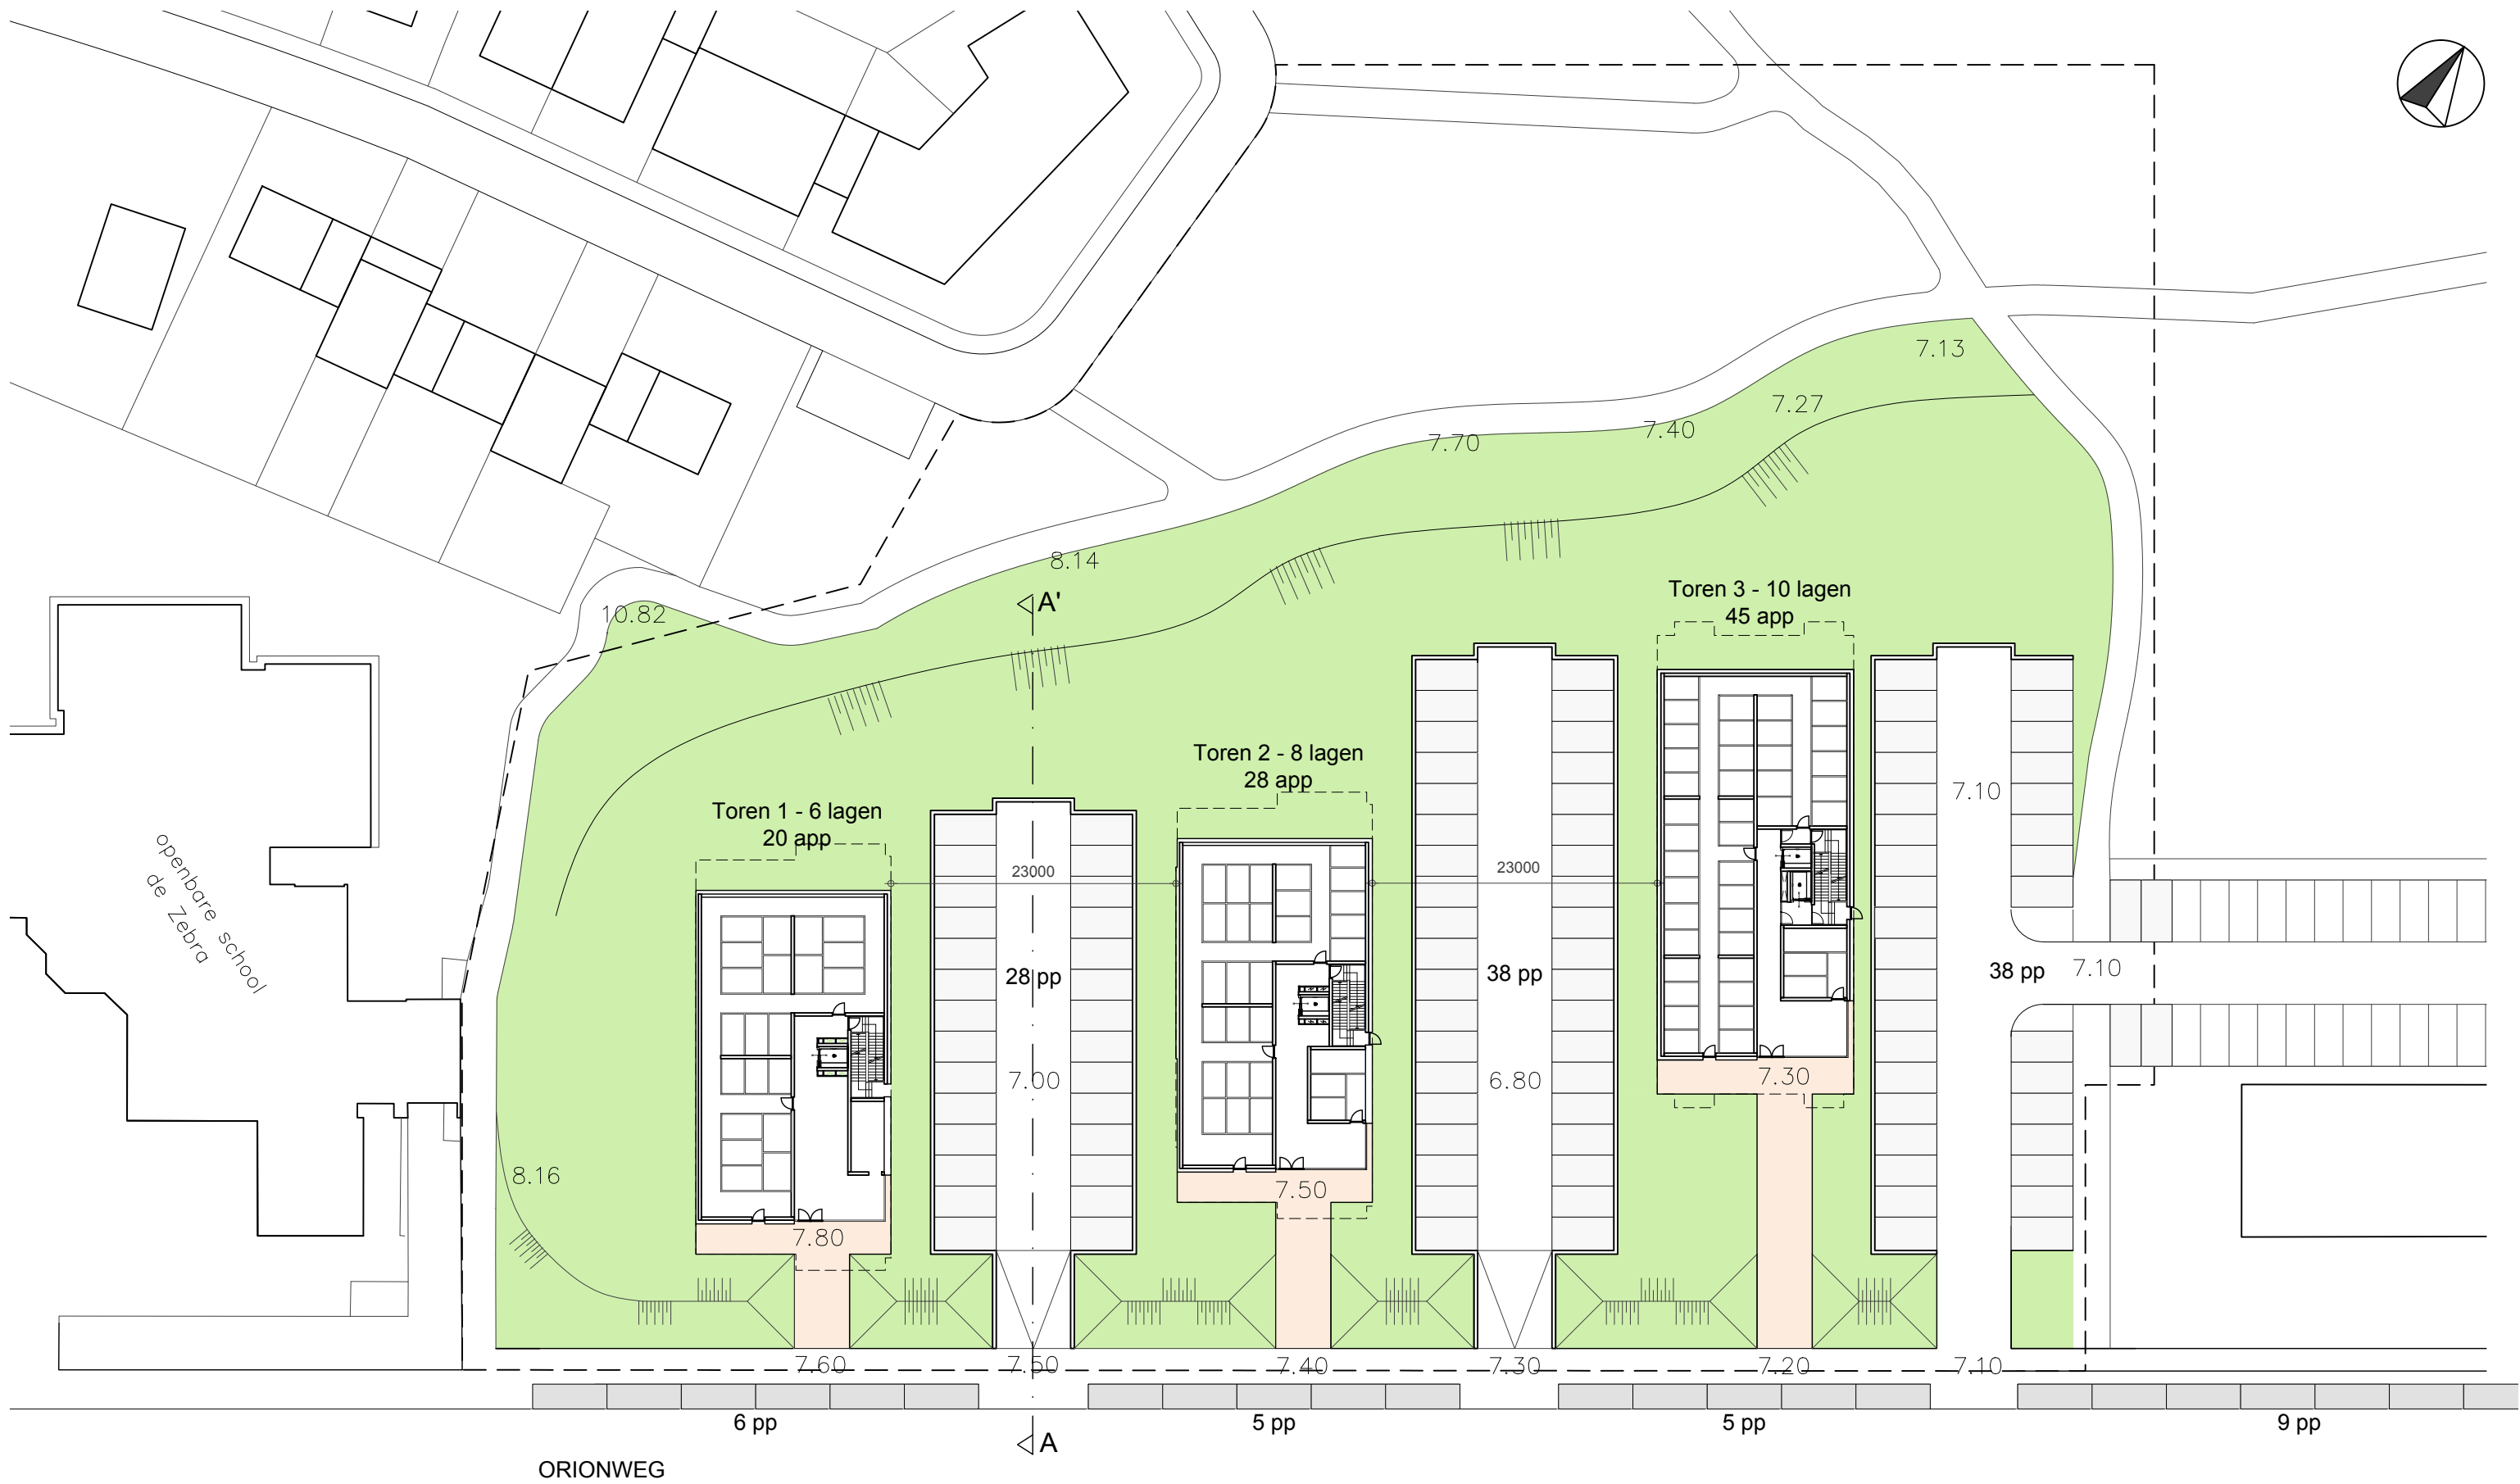 7.13
7.27
7.40
7.70
8.14
10.82
A'
Toren 3 - 10 lagen
45 app
Toren 2 - 8 lagen
28 app
7.10
Toren 1 - 6 lagen
20 app
openbare school
de Zebra
23000
23000
28 pp
38 pp
38 pp
7.10
7.00
6.80
7.30
8.16
7.50
7.80
7.60
7.50
7.40
7.30
7.20
7.10
6 pp
5 pp
5 pp
9 pp
A
ORIONWEG